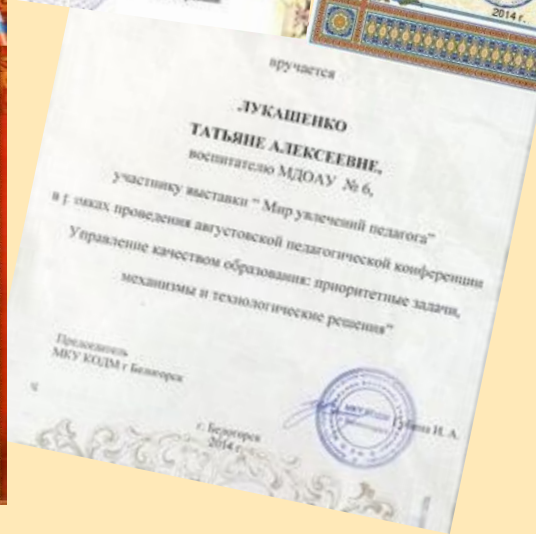 2014 г.
вручается
ЛУКАШЕНКО
ТАТЬЯНЕ АЛЕКСЕЕВНЕ,
воспитателю МДОАУ № 6,
участнику выставки " Мир увлечений педагога"
в рамках проведения августовской педагогической конференции
Управление качеством образования: приоритетные задачи,
механизмы и технологические решения"
Председатель
МКУ КОДМ г Белогорск
И. А.
г. Белогорск
2014 г.